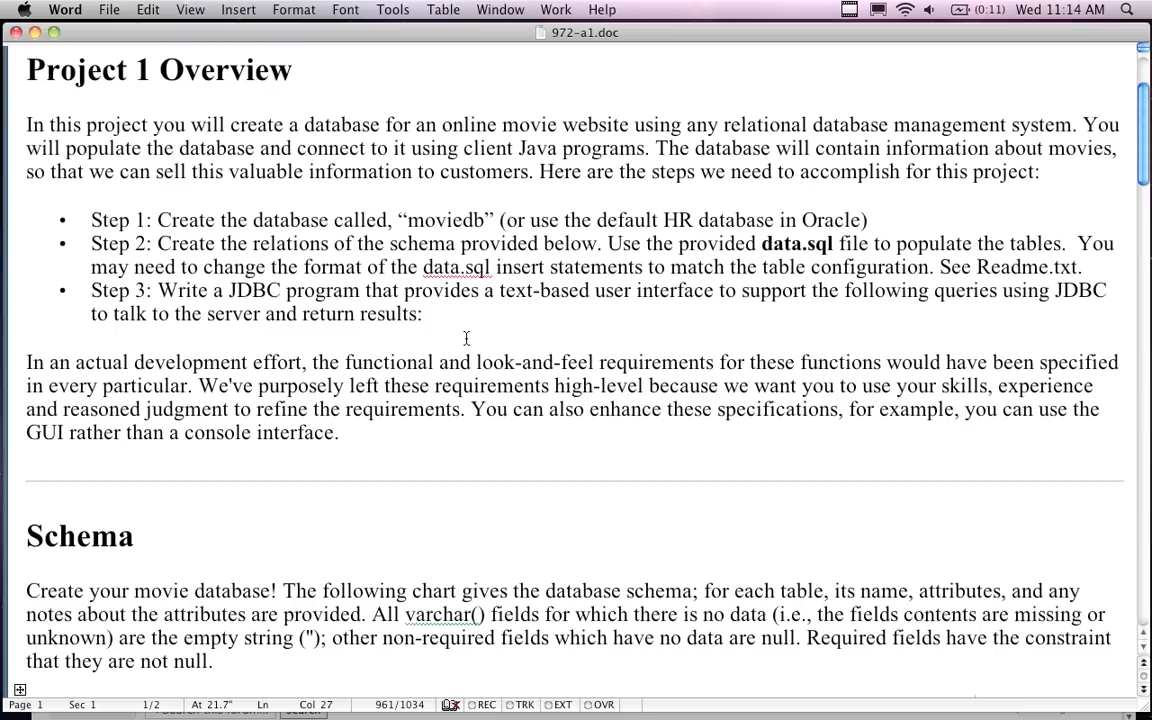 Word File Edit View Insert Format Font Tools Table Window Work Help (0:11) Wed 11:14 AM
972-a1.doc
Project 1 Overview
In this project you will create a database for an online movie website using any relational database management system. You
will populate the database and connect to it using client Java programs. The database will contain information about movies,
so that we can sell this valuable information to customers. Here are the steps we need to accomplish for this project:
• Step 1: Create the database called, “moviedb” (or use the default HR database in Oracle)
• Step 2: Create the relations of the schema provided below. Use the provided data.sql file to populate the tables. You
may need to change the format of the data.sql insert statements to match the table configuration. See Readme.txt.
• Step 3: Write a JDBC program that provides a text-based user interface to support the following queries using JDBC
to talk to the server and return results:
In an actual development effort, the functional and look-and-feel requirements for these functions would have been specified
in every particular. We've purposely left these requirements high-level because we want you to use your skills, experience
and reasoned judgment to refine the requirements. You can also enhance these specifications, for example, you can use the
GUI rather than a console interface.
Schema
Create your movie database! The following chart gives the database schema; for each table, its name, attributes, and any
notes about the attributes are provided. All varchar() fields for which there is no data (i.e., the fields contents are missing or
unknown) are the empty string (''); other non-required fields which have no data are null. Required fields have the constraint
that they are not null.
Page 1 Sec 1 1/2 At 21.7" Ln Col 27 961/1034 REC TRK EXT OVR